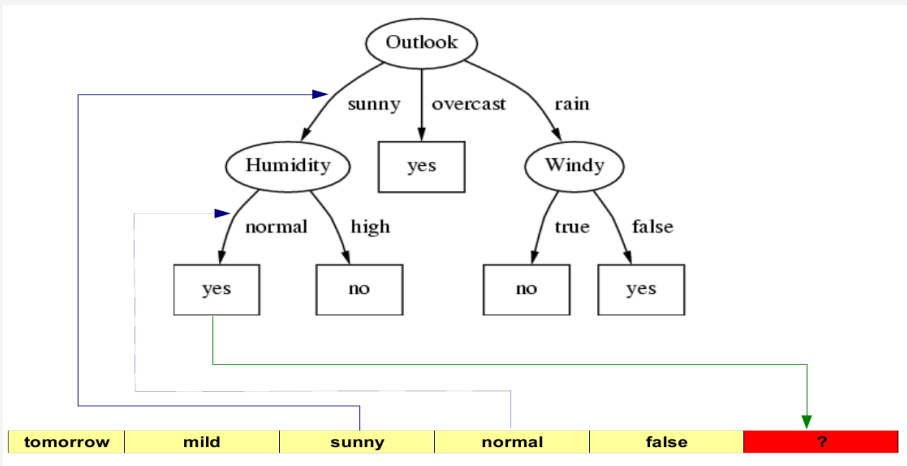 Outlook
sunny overcast rain
Humidity yes Windy
normal high true false
yes no no yes
tomorrow mild sunny normal false ?